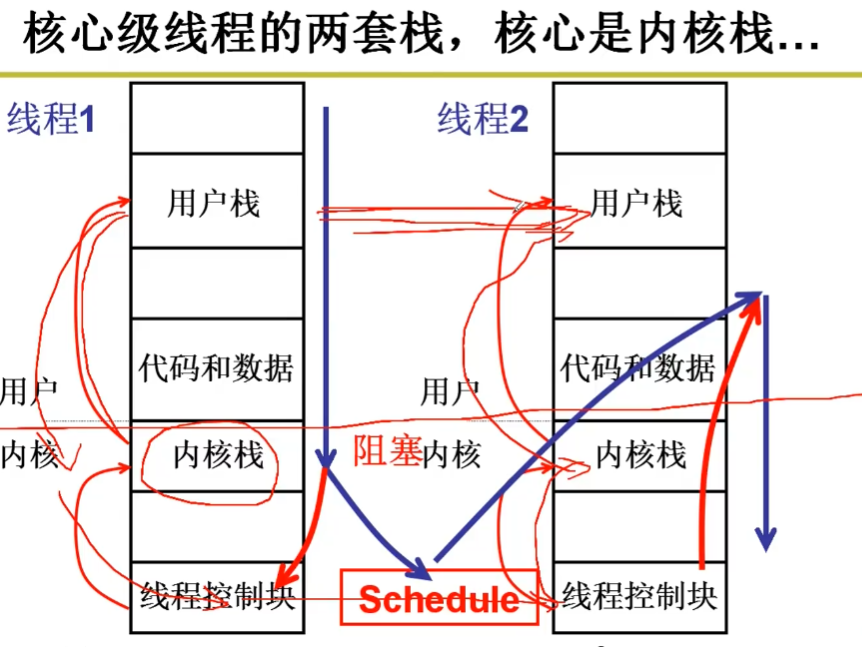 核心级线程的两套栈，核心是内核栈…
线程1
线程2
用户栈
用户栈
代码和数据
代码和数据
用户
用户
内核
内核栈
阻塞
内核
内核栈
线程控制块
Schedule
线程控制块